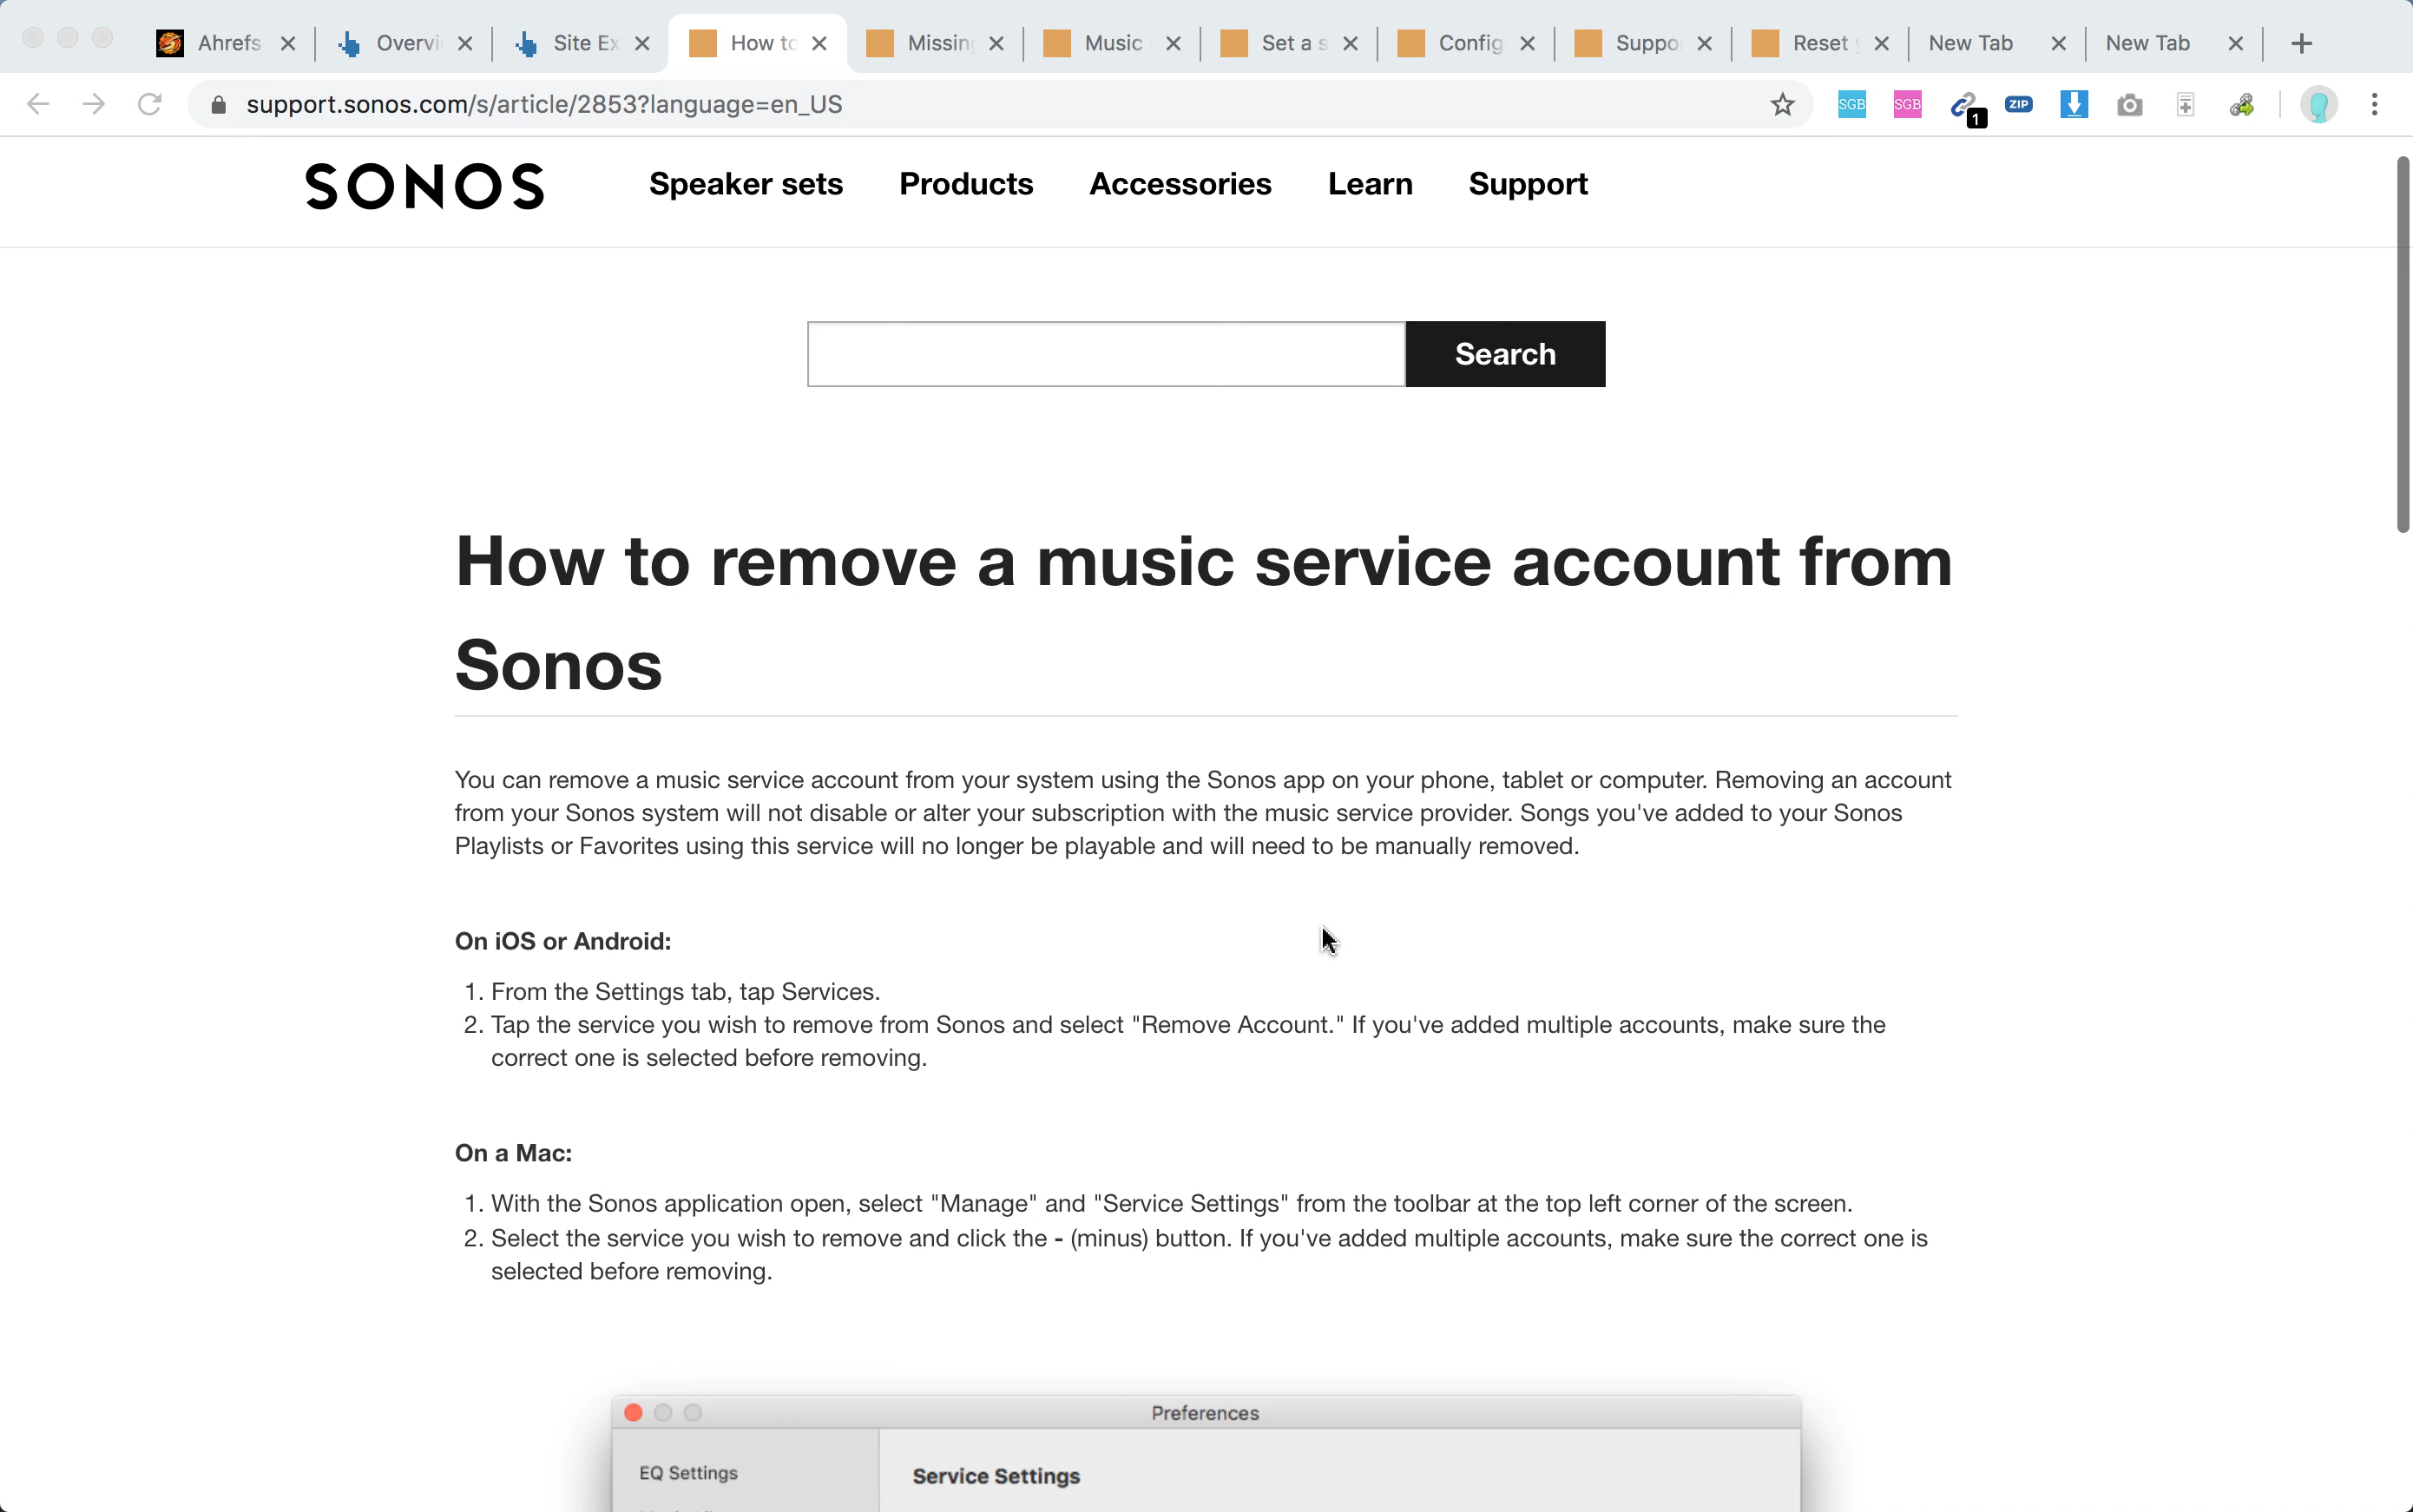 Ahrefs
Overvi
Site Ex
How to
Missin
Music
Set a s
Config
Suppo
Reset
New Tab
New Tab
support.sonos.com/s/article/2853?language=en_US
SGB
SGB
1
ZIP
SONOS
Speaker sets
Products
Accessories
Learn
Support
Search
How to remove a music service account from
Sonos
You can remove a music service account from your system using the Sonos app on your phone, tablet or computer. Removing an account
from your Sonos system will not disable or alter your subscription with the music service provider. Songs you've added to your Sonos
Playlists or Favorites using this service will no longer be playable and will need to be manually removed.
On iOS or Android:
1. From the Settings tab, tap Services.
2. Tap the service you wish to remove from Sonos and select "Remove Account." If you've added multiple accounts, make sure the
correct one is selected before removing.
On a Mac:
1. With the Sonos application open, select "Manage" and "Service Settings" from the toolbar at the top left corner of the screen.
2. Select the service you wish to remove and click the - (minus) button. If you've added multiple accounts, make sure the correct one is
selected before removing.
Preferences
EQ Settings
Service Settings